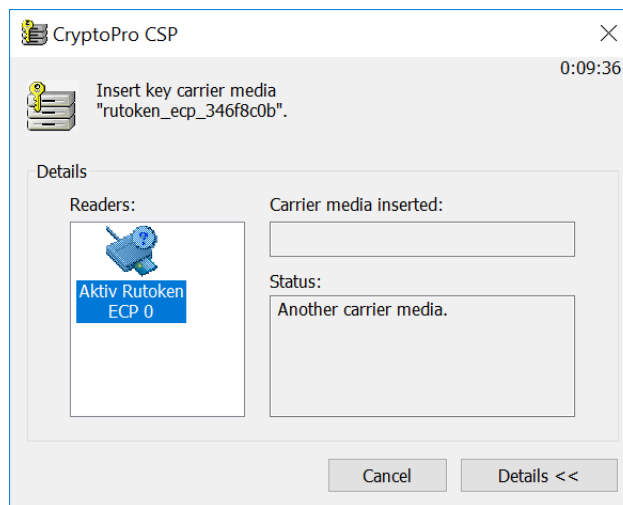 CryptoPro CSP
0:09:36
Insert key carrier media
"rutoken_ecp_346f8c0b".
Details
Readers:
Aktiv Rutoken
ECP 0
Carrier media inserted:
Status:
Another carrier media.
Cancel
Details <<